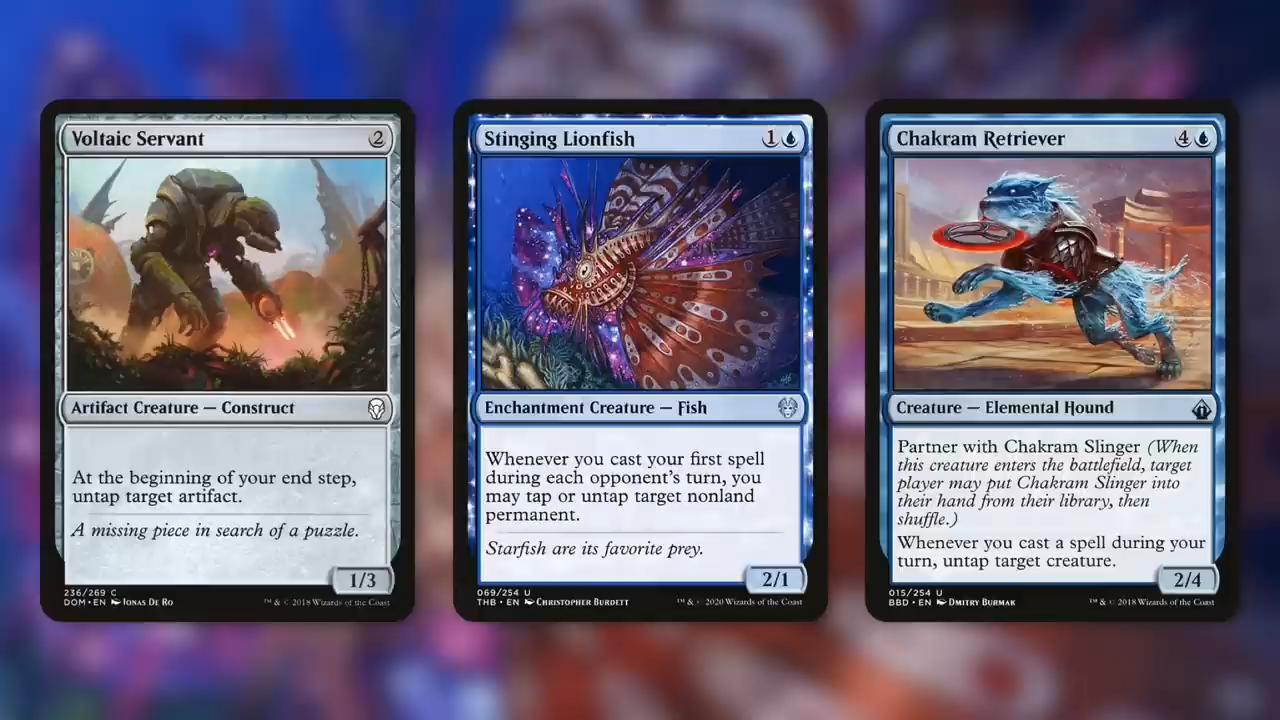 Voltaic Servant 2
Artifact Creature — Construct
At the beginning of your end step,
untap target artifact.
A missing piece in search of a puzzle.
1/3
236/269 C
DOM • EN Jonas De Ro
™ & © 2018 Wizards of the Coast
Stinging Lionfish 1
Enchantment Creature — Fish
Whenever you cast your first spell
during each opponent's turn, you
may tap or untap target nonland
permanent.
Starfish are its favorite prey.
2/1
069/254 U
THB • EN Christopher Burdett
™ & © 2020 Wizards of the Coast
Chakram Retriever 4
Creature — Elemental Hound
Partner with Chakram Slinger (When
this creature enters the battlefield, target
player may put Chakram Slinger into
their hand from their library, then
shuffle.)
Whenever you cast a spell during your
turn, untap target creature.
2/4
015/254 U
BBD • EN Dmitry Burmak
™ & © 2018 Wizards of the Coast